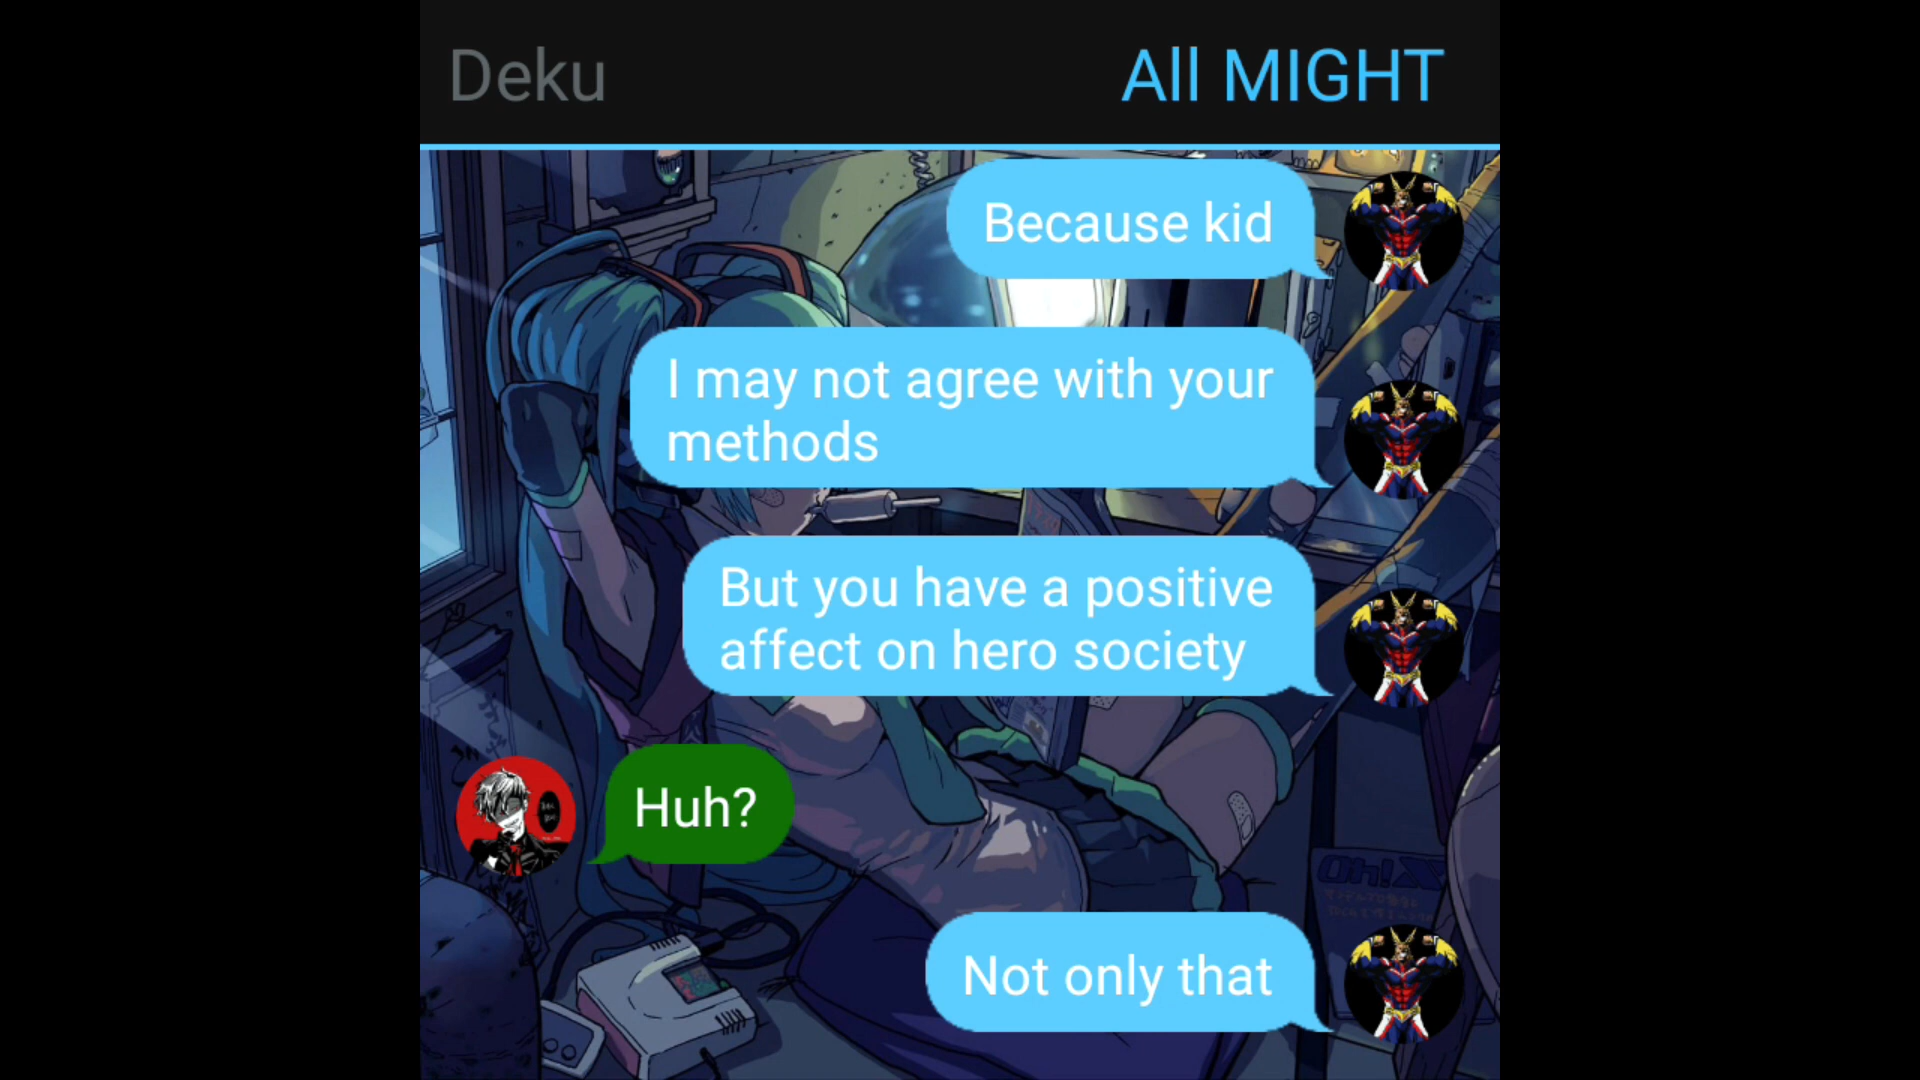 Deku
All MIGHT
Because kid
I may not agree with your
methods
But you have a positive
affect on hero society
Huh?
Not only that
Oh!X